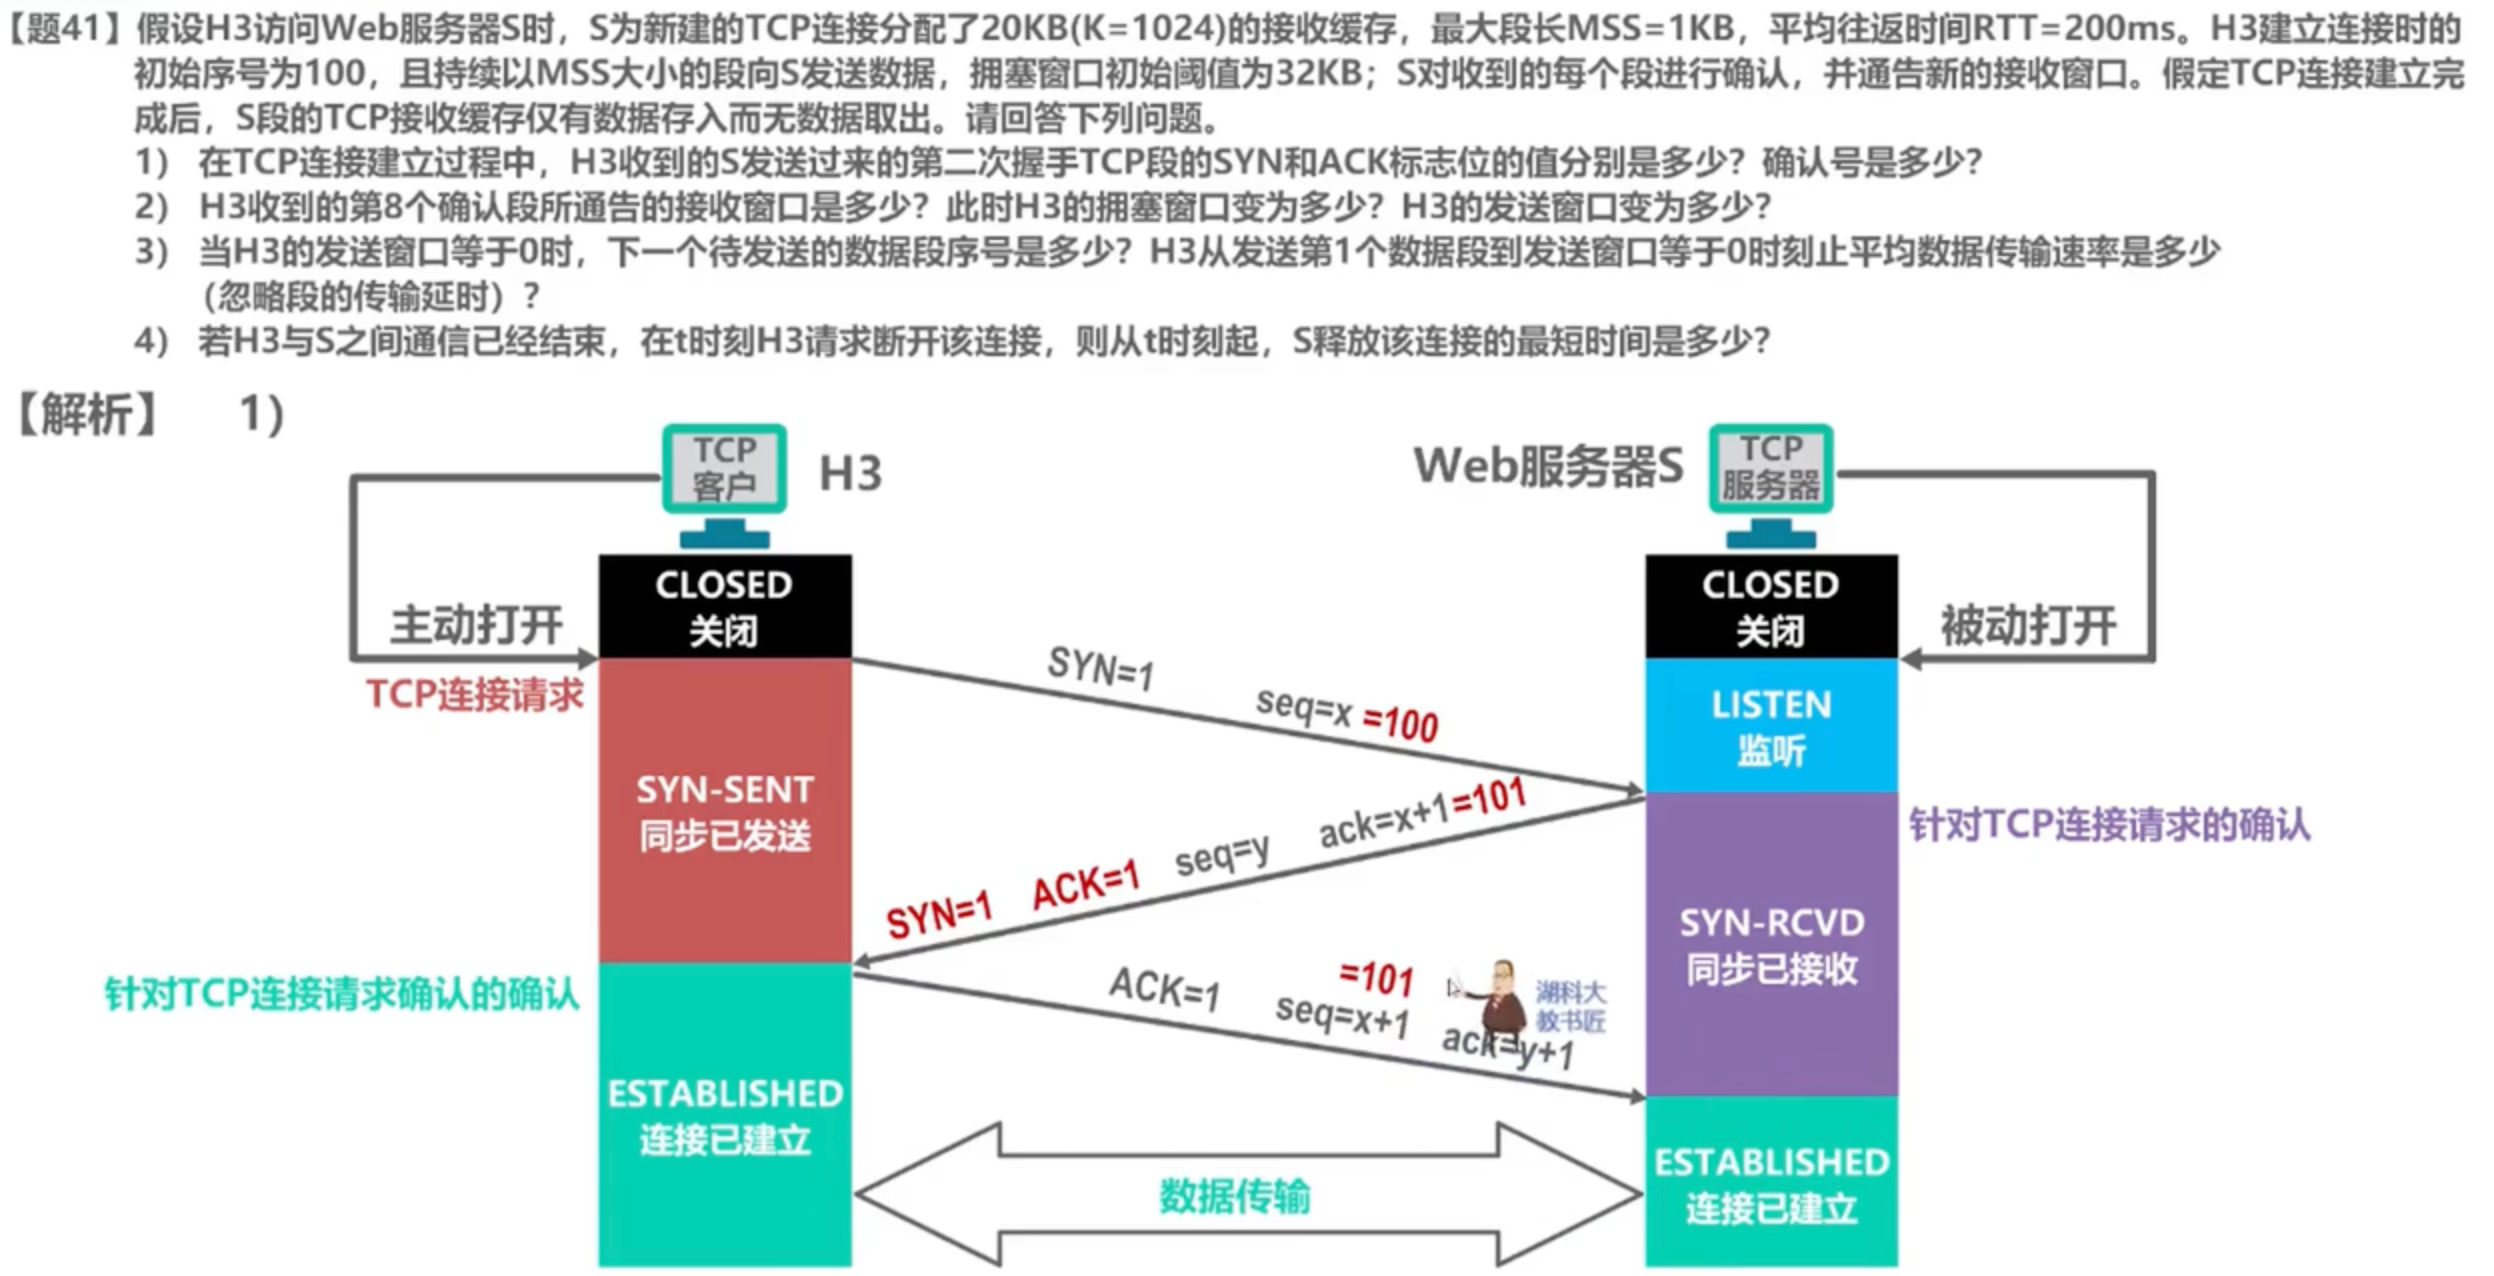 【题41】假设H3访问Web服务器S时，S为新建的TCP连接分配了20KB(K=1024)的接收缓存，最大段长MSS=1KB，平均往返时间RTT=200ms。H3建立连接时的
初始序号为100，且持续以MSS大小的段向S发送数据，拥塞窗口初始阈值为32KB；S对收到的每个段进行确认，并通告新的接收窗口。假定TCP连接建立完
成后，S段的TCP接收缓存仅有数据存入而无数据取出。请回答下列问题。
1） 在TCP连接建立过程中，H3收到的S发送过来的第二次握手TCP段的SYN和ACK标志位的值分别是多少？确认号是多少？
2） H3收到的第8个确认段所通告的接收窗口是多少？此时H3的拥塞窗口变为多少？H3的发送窗口变为多少？
3） 当H3的发送窗口等于0时，下一个待发送的数据段序号是多少？H3从发送第1个数据段到发送窗口等于0时刻止平均数据传输速率是多少
（忽略段的传输延时）？
4） 若H3与S之间通信已经结束，在t时刻H3请求断开该连接，则从t时刻起，S释放该连接的最短时间是多少？
【解析】 1)
TCP
客户
H3
Web服务器S
TCP
服务器
CLOSED
关闭
CLOSED
关闭
主动打开
被动打开
TCP连接请求
SYN=1 seq=x =100
LISTEN
监听
SYN-SENT
同步已发送
SYN=1 ACK=1 seq=y ack=x+1 =101
针对TCP连接请求的确认
SYN-RCVD
同步已接收
针对TCP连接请求确认的确认
=101
ACK=1 seq=x+1 ack=y+1
湖科大
教书匠
ESTABLISHED
连接已建立
ESTABLISHED
连接已建立
数据传输